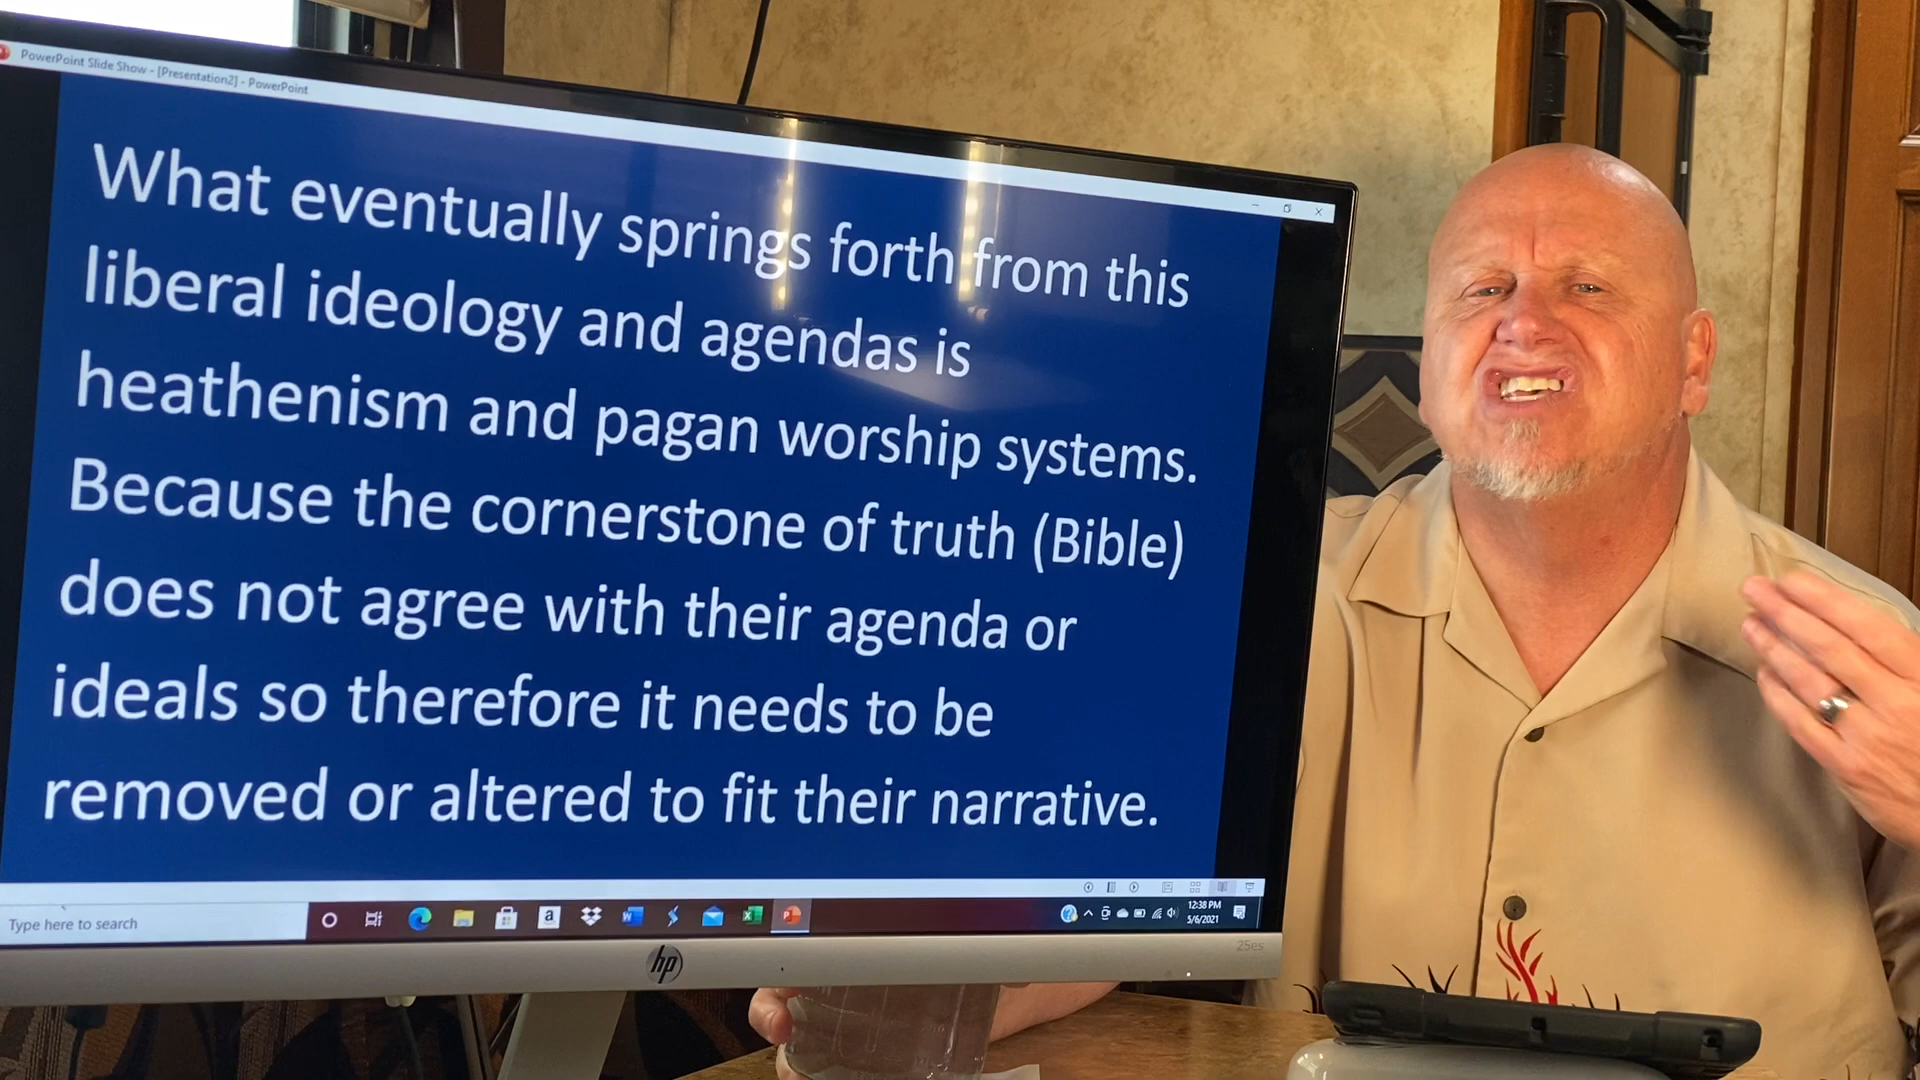 PowerPoint Slide Show - [Presentation2] - PowerPoint
What eventually springs forth from this
liberal ideology and agendas is
heathenism and pagan worship systems.
Because the cornerstone of truth (Bible)
does not agree with their agenda or
ideals so therefore it needs to be
removed or altered to fit their narrative.
Type here to search
12:38 PM
5/6/2021
hp
25es